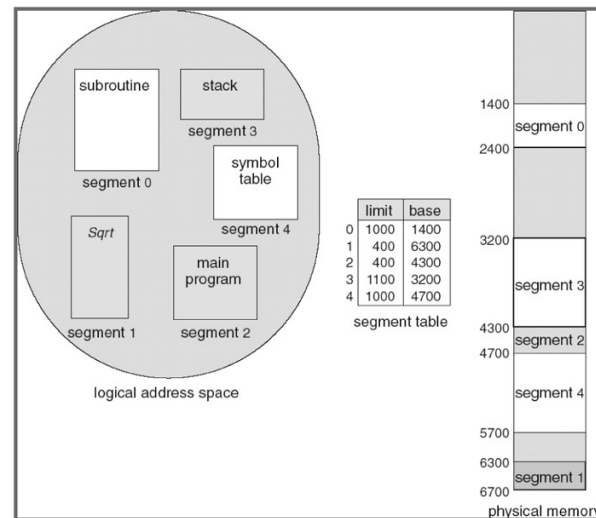 subroutine
stack
segment 3
segment 0
symbol
table
segment 4
Sqrt
segment 1
main
program
segment 2
logical address space
limit base
0 1000 1400
1 400 6300
2 400 4300
3 1100 3200
4 1000 4700
segment table
1400
segment 0
2400
3200
segment 3
4300
segment 2
4700
segment 4
5700
6300
segment 1
6700
physical memory